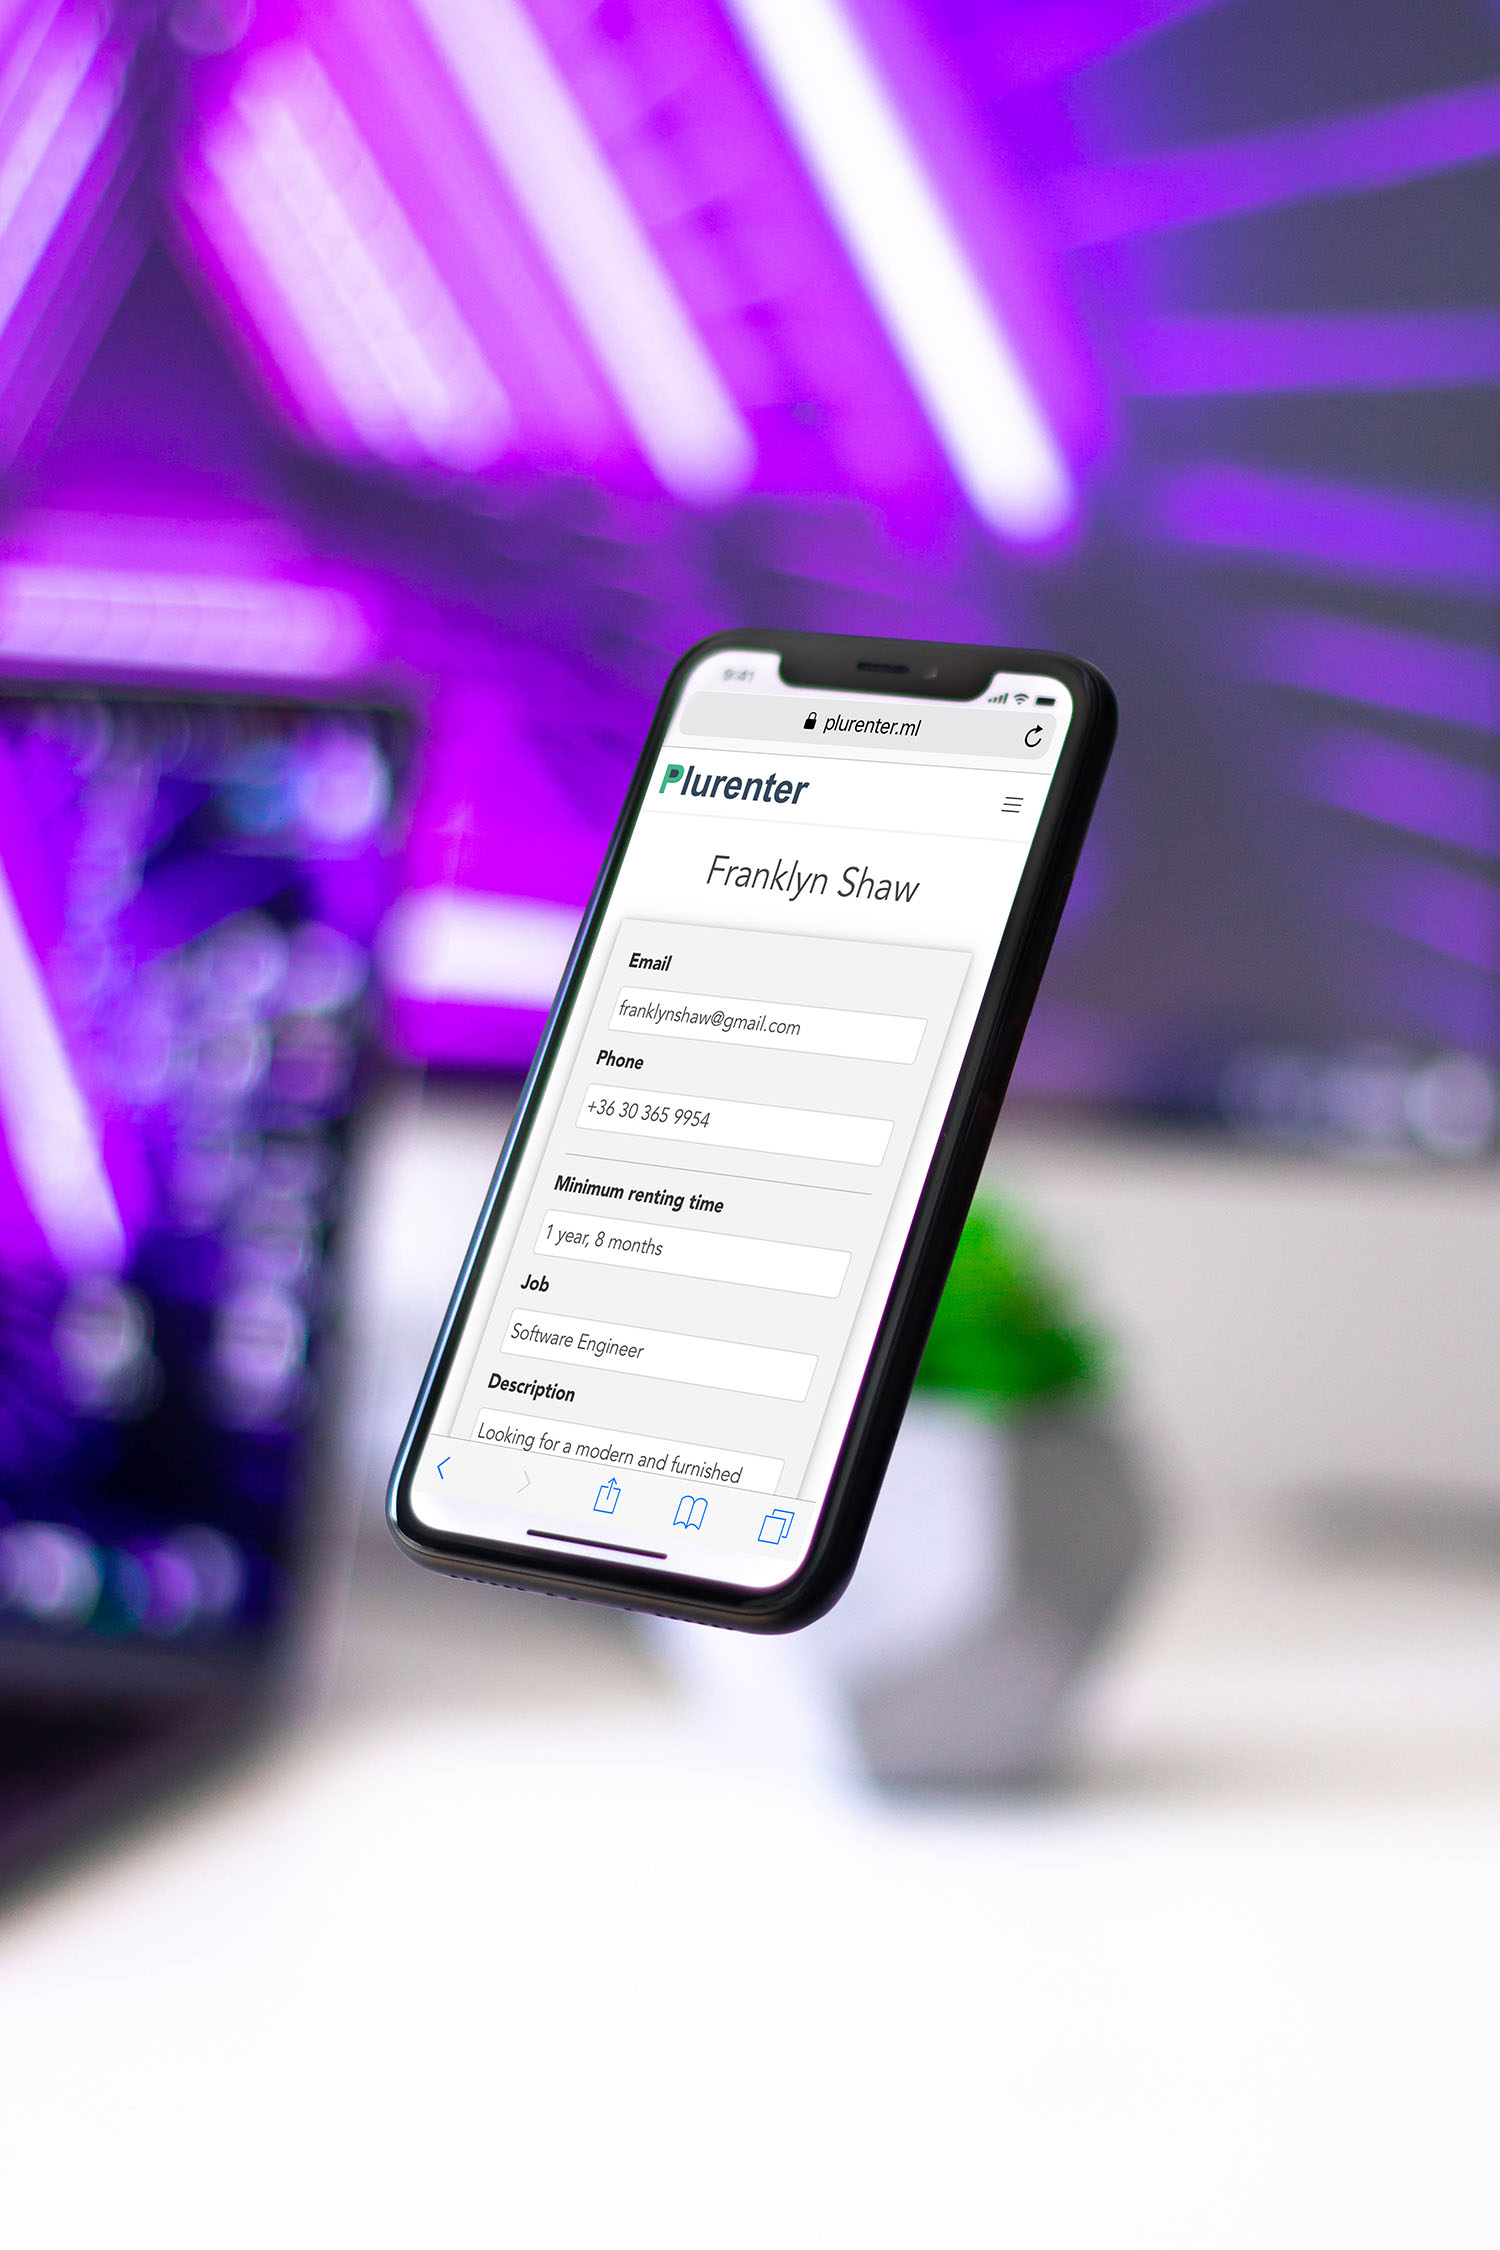 9:41
plurenter.ml
Plurenter
Franklyn Shaw
Email
franklynshaw@gmail.com
Phone
+36 30 365 9954
Minimum renting time
1 year, 8 months
Job
Software Engineer
Description
Looking for a modern and furnished